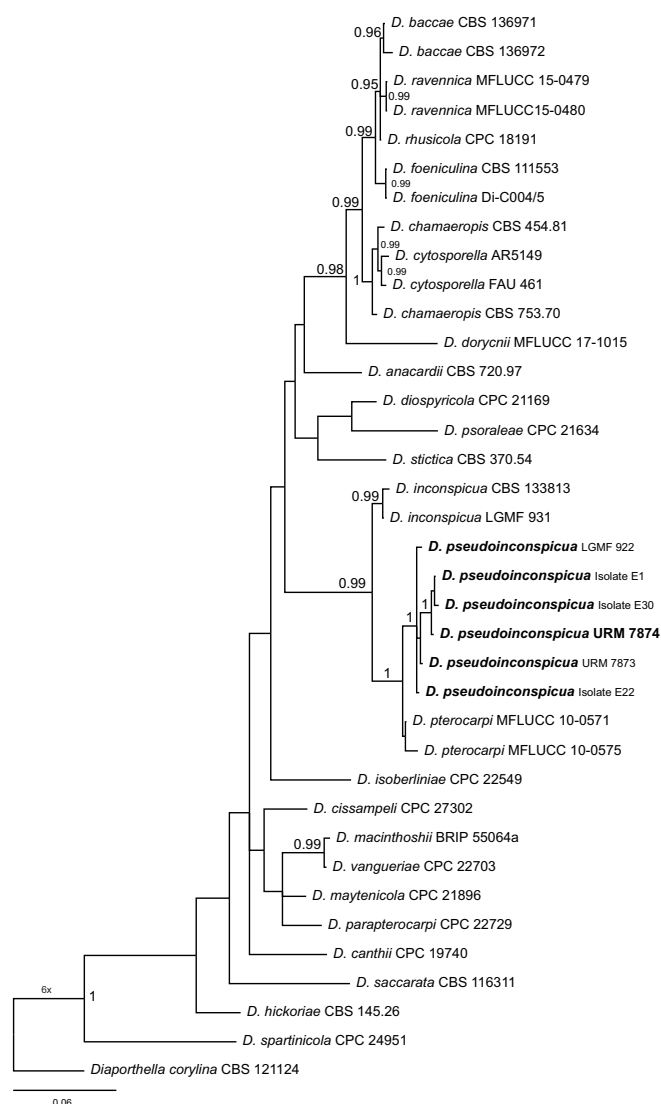 D. baccae CBS 136971
0.96
D. baccae CBS 136972
D. ravennica MFLUCC 15-0479
0.95
0.99
D. ravennica MFLUCC15-0480
0.99
D. rhusicola CPC 18191
D. foeniculina CBS 111553
0.99
D. foeniculina Di-C004/5
0.99
D. chamaeropis CBS 454.81
0.99
D. cytosporella AR5149
0.98
0.99
1
D. cytosporella FAU 461
D. chamaeropis CBS 753.70
D. dorycnii MFLUCC 17-1015
D. anacardii CBS 720.97
D. diospyricola CPC 21169
D. psoraleae CPC 21634
D. stictica CBS 370.54
D. inconspicua CBS 133813
0.99
D. inconspicua LGMF 931
D. pseudoinconspicua LGMF 922
D. pseudoinconspicua Isolate E1
0.99
1
D. pseudoinconspicua Isolate E30
1
D. pseudoinconspicua URM 7874
D. pseudoinconspicua URM 7873
1
D. pseudoinconspicua Isolate E22
D. pterocarpi MFLUCC 10-0571
D. pterocarpi MFLUCC 10-0575
D. isoberliniae CPC 22549
D. cissampeli CPC 27302
D. macinthoshii BRIP 55064a
0.99
D. vangueriae CPC 22703
D. maytenicola CPC 21896
D. parapterocarpi CPC 22729
D. canthii CPC 19740
D. saccarata CBS 116311
6x
1
D. hickoriae CBS 145.26
D. spartinicola CPC 24951
Diaporthella corylina CBS 121124
0.06